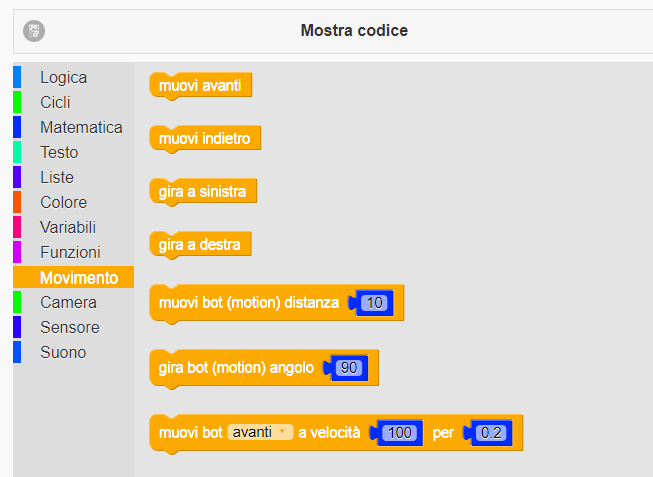 Mostra codice
Logica
Cicli
Matematica
Testo
Liste
Colore
Variabili
Funzioni
Movimento
Camera
Sensore
Suono
muovi avanti
muovi indietro
gira a sinistra
gira a destra
muovi bot (motion) distanza 10
gira bot (motion) angolo 90
muovi bot avanti a velocità 100 per 0.2